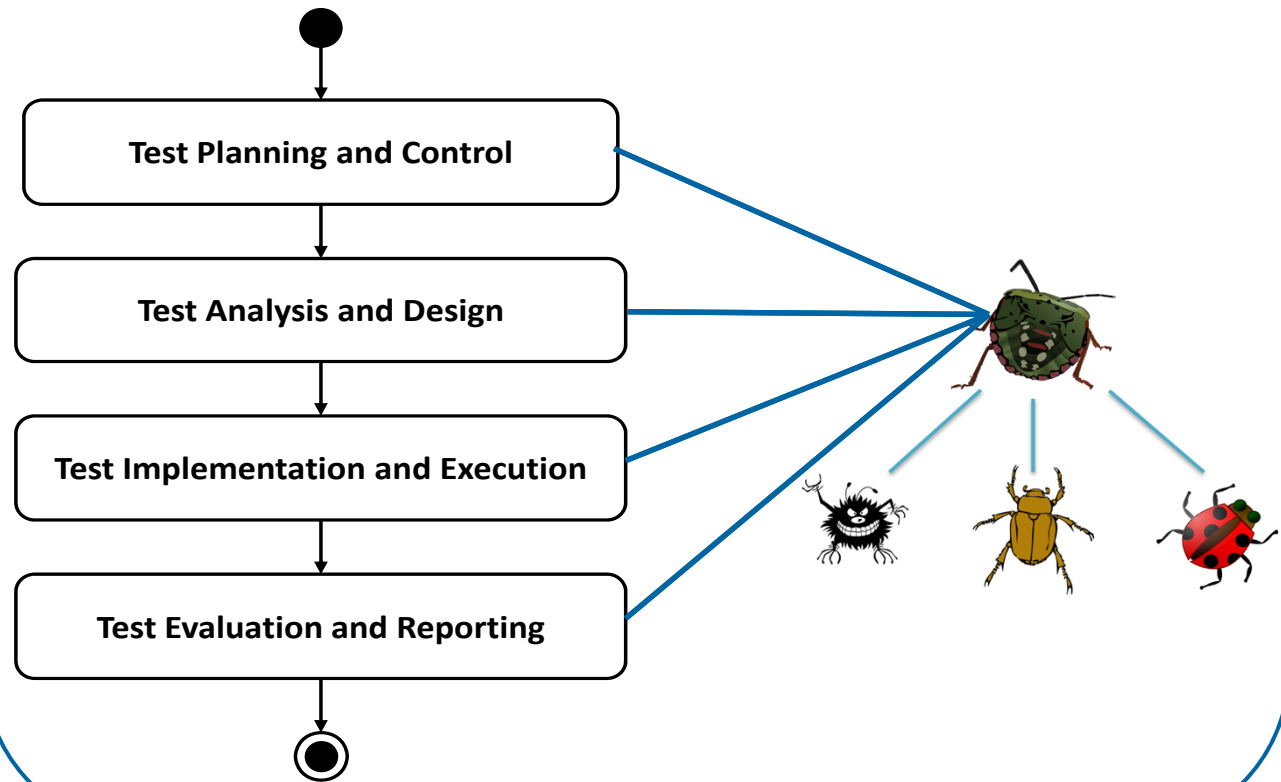 Test Planning and Control
Test Analysis and Design
Test Implementation and Execution
Test Evaluation and Reporting